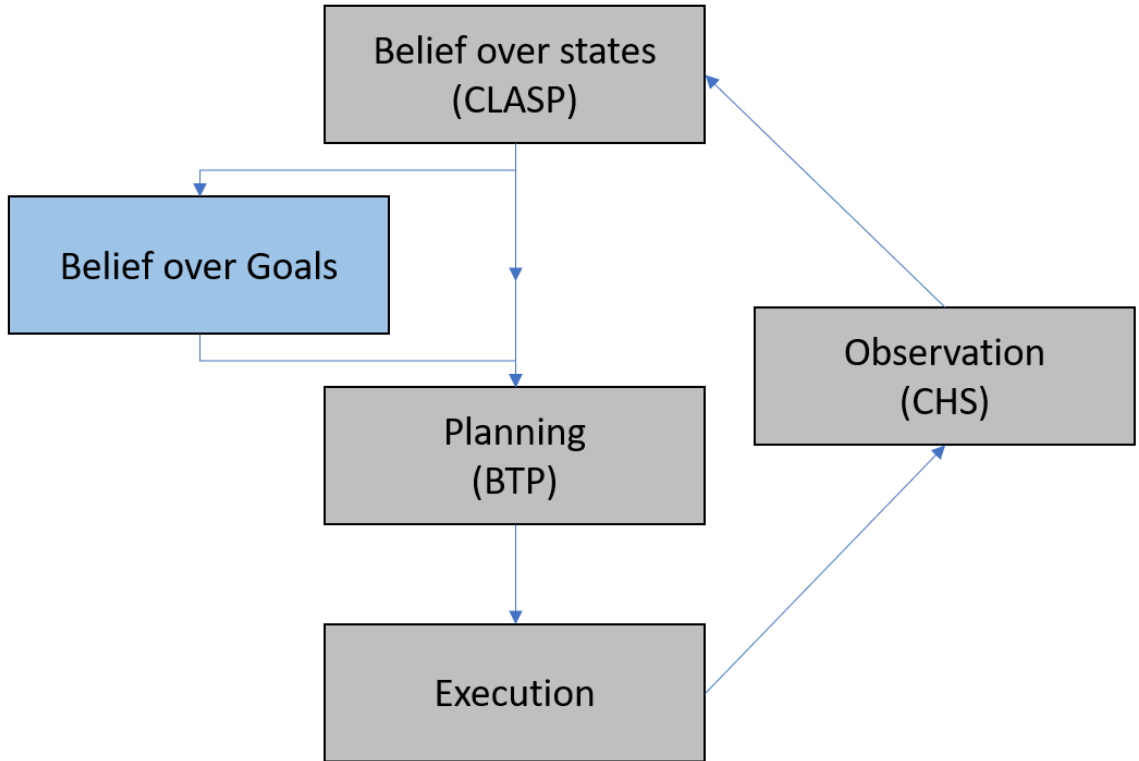 Belief over states
(CLASP)
Belief over Goals
Observation
(CHS)
Planning
(BTP)
Execution